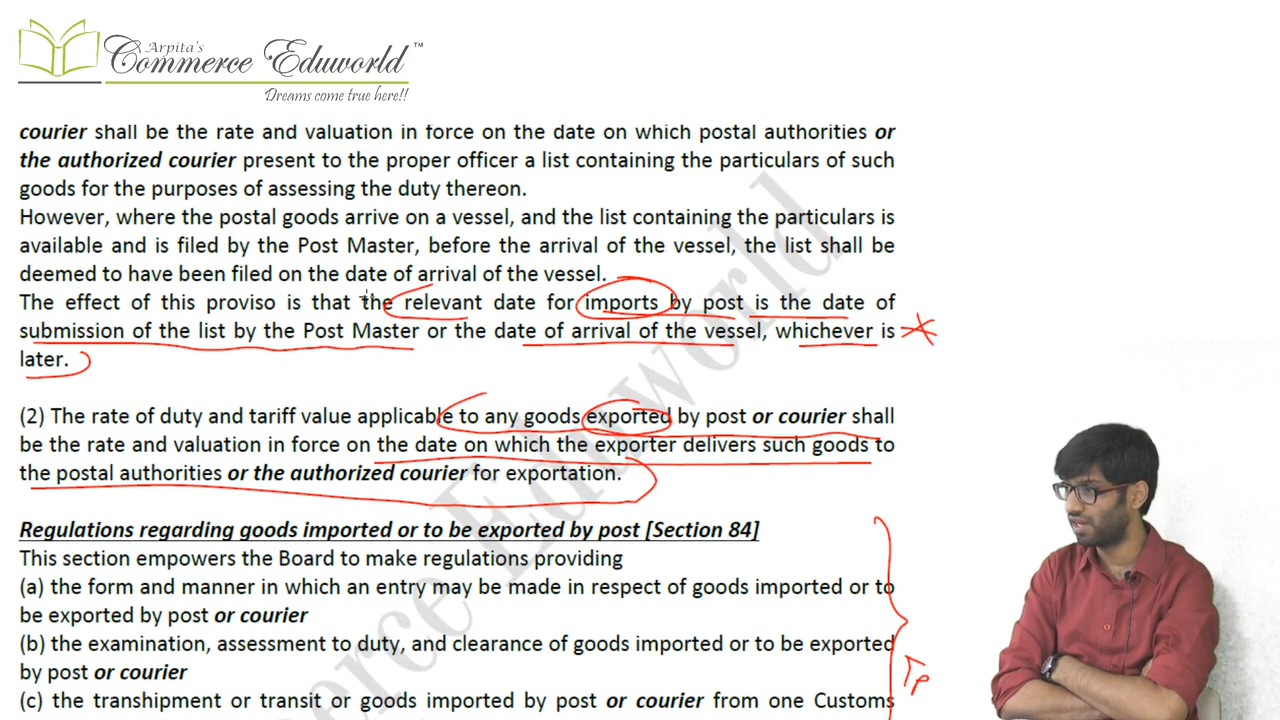 Arpita's
Commerce Eduworld™
Dreams come true here!!
courier shall be the rate and valuation in force on the date on which postal authorities or
the authorized courier present to the proper officer a list containing the particulars of such
goods for the purposes of assessing the duty thereon.
However, where the postal goods arrive on a vessel, and the list containing the particulars is
available and is filed by the Post Master, before the arrival of the vessel, the list shall be
deemed to have been filed on the date of arrival of the vessel.
The effect of this proviso is that the relevant date for imports by post is the date of
submission of the list by the Post Master or the date of arrival of the vessel, whichever is
later.
(2) The rate of duty and tariff value applicable to any goods exported by post or courier shall
be the rate and valuation in force on the date on which the exporter delivers such goods to
the postal authorities or the authorized courier for exportation.
Regulations regarding goods imported or to be exported by post [Section 84]
This section empowers the Board to make regulations providing
(a) the form and manner in which an entry may be made in respect of goods imported or to
be exported by post or courier
(b) the examination, assessment to duty, and clearance of goods imported or to be exported
by post or courier
(c) the transhipment or transit or goods imported by post or courier from one Customs